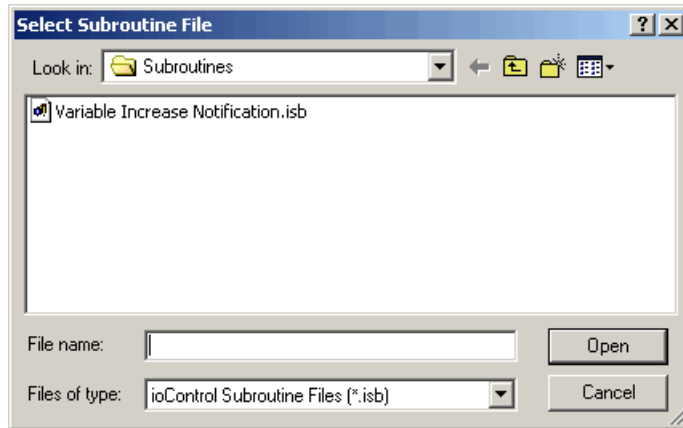 Select Subroutine File
Look in: Subroutines
Variable Increase Notification.isb
File name:
Open
Files of type: ioControl Subroutine Files (*.isb)
Cancel